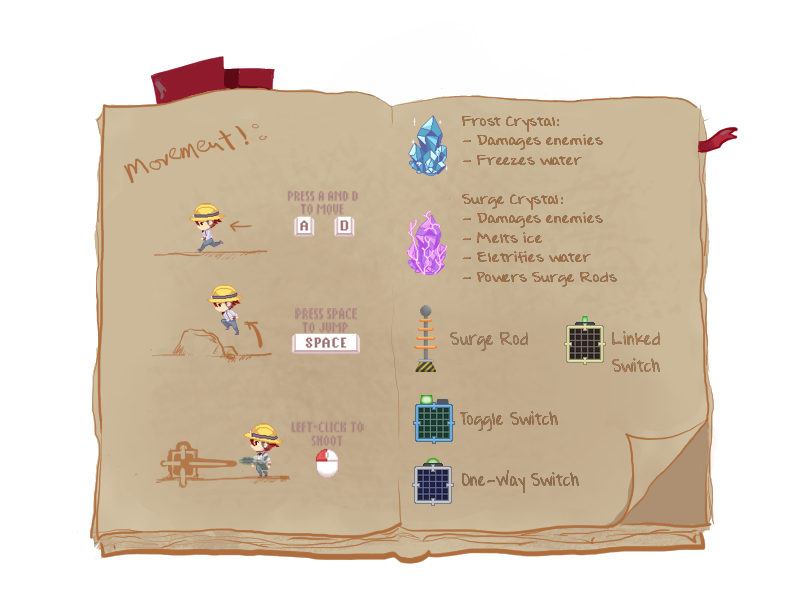 Movement!
PRESS A AND D
TO MOVE
A D
PRESS SPACE
TO JUMP
SPACE
LEFT-CLICK TO
SHOOT
Frost Crystal:
- Damages enemies
- Freezes water
Surge Crystal:
- Damages enemies
- Melts ice
- Eletrifies water
- Powers Surge Rods
Surge Rod
Linked
Switch
Toggle Switch
One-Way Switch